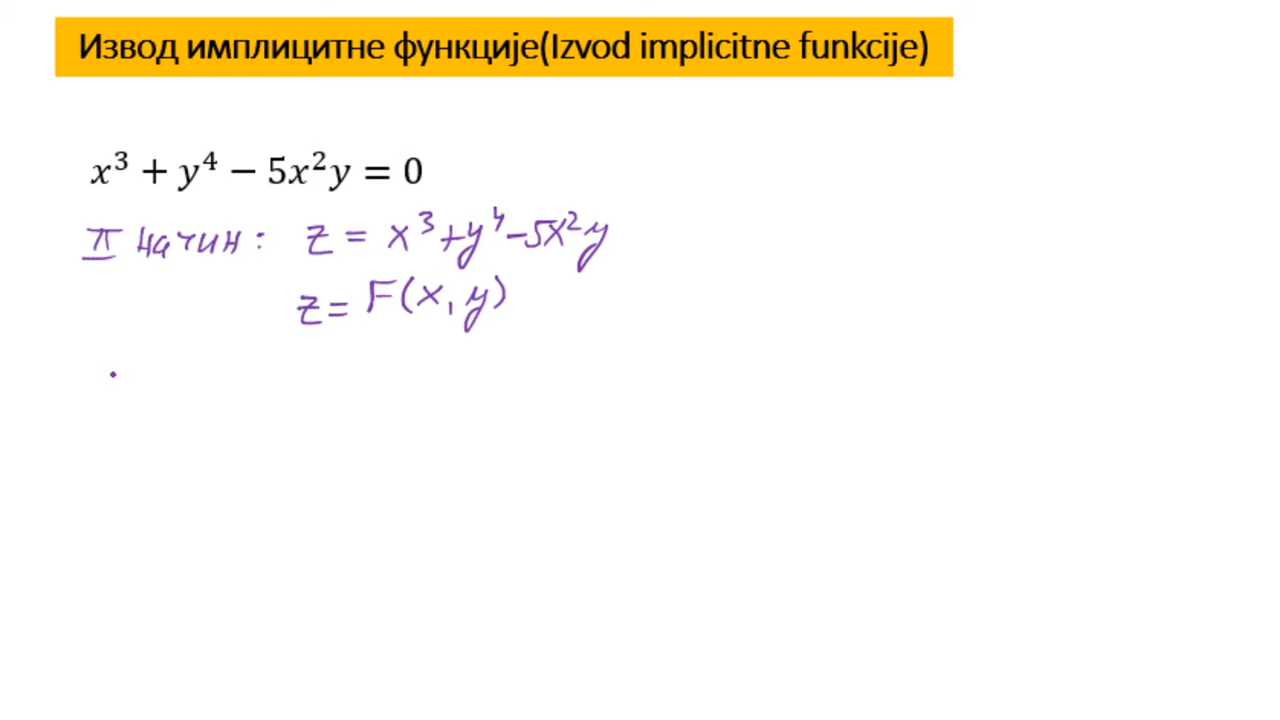 Извод имплицитне функције(Izvod implicitne funkcije)
x³ + y⁴ − 5x²y = 0
II начин: z = x³+y⁴-5x²y
z = F(x, y)